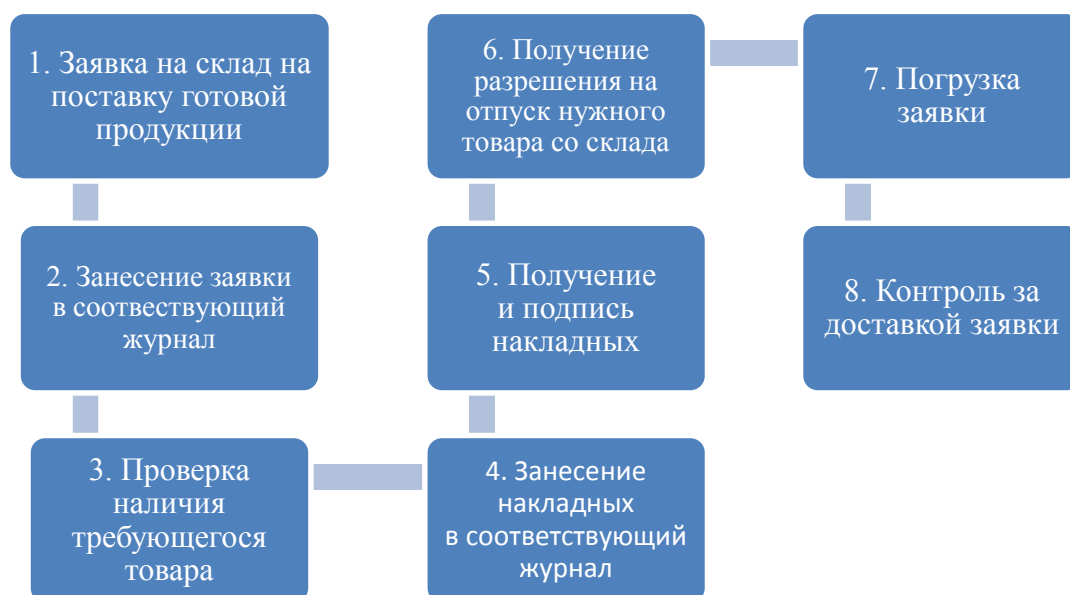 1. Заявка на склад на
поставку готовой
продукции
2. Занесение заявки
в соотвествующий
журнал
3. Проверка
наличия
требующегося
товара
4. Занесение
накладных
в соответствующий
журнал
5. Получение
и подпись
накладных
6. Получение
разрешения на
отпуск нужного
товара со склада
7. Погрузка
заявки
8. Контроль за
доставкой заявки